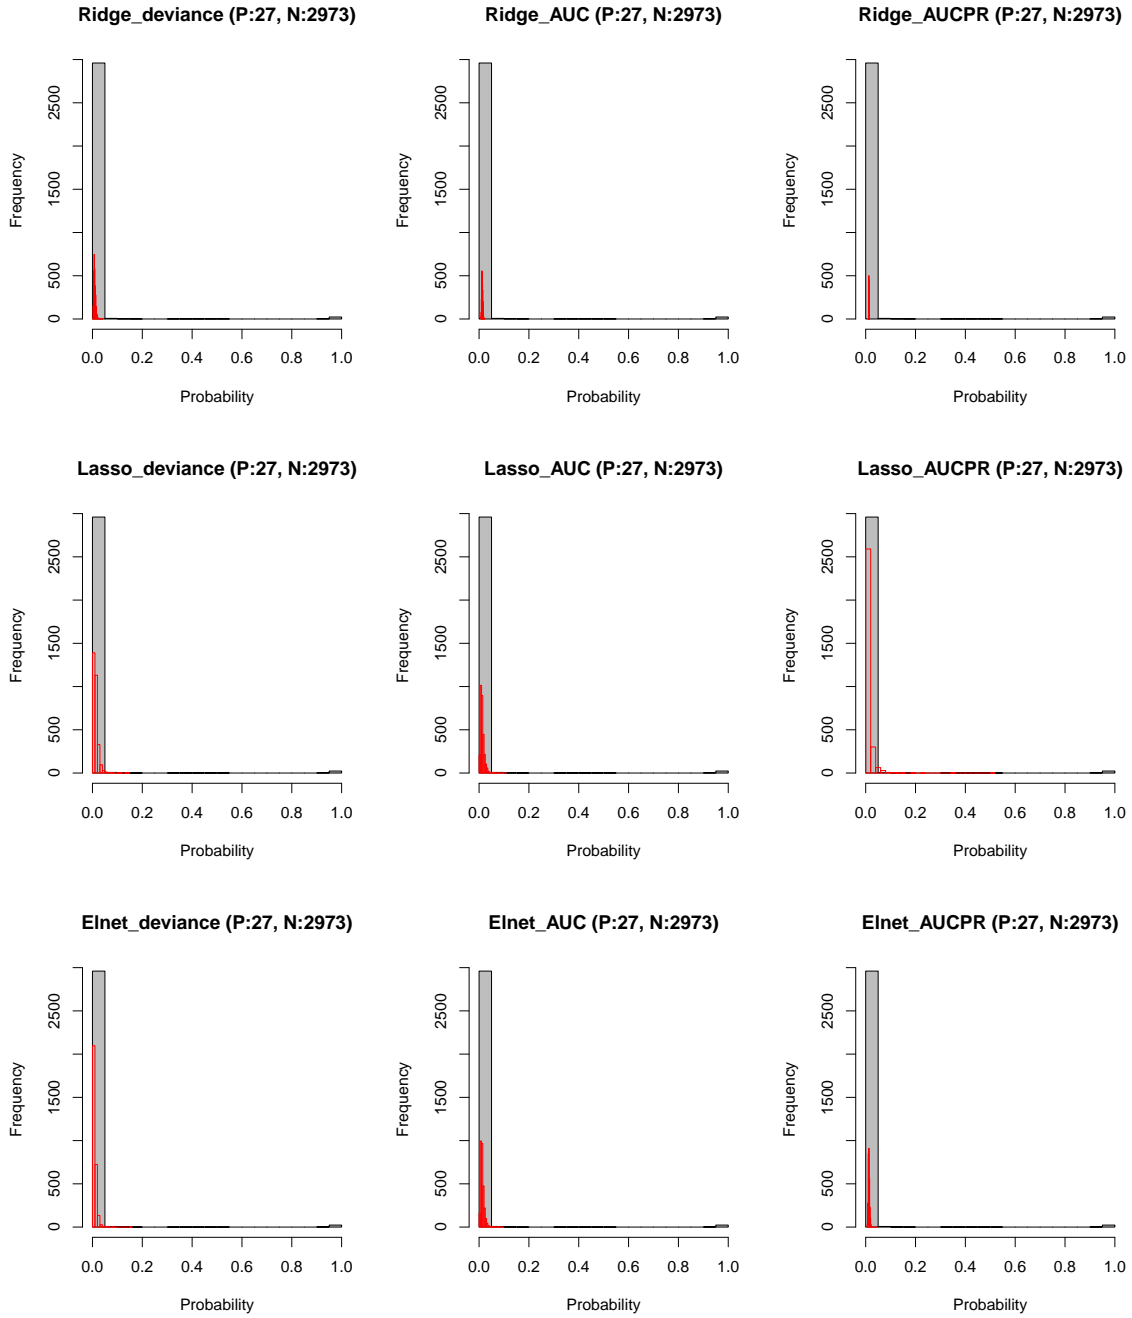 Ridge_deviance (P:27, N:2973)
Ridge_AUC (P:27, N:2973)
Ridge_AUCPR (P:27, N:2973)
Frequency
0 500 1500 2500
0.0 0.2 0.4 0.6 0.8 1.0
Probability
Frequency
0 500 1500 2500
0.0 0.2 0.4 0.6 0.8 1.0
Probability
Frequency
0 500 1500 2500
0.0 0.2 0.4 0.6 0.8 1.0
Probability
Lasso_deviance (P:27, N:2973)
Lasso_AUC (P:27, N:2973)
Lasso_AUCPR (P:27, N:2973)
Frequency
0 500 1500 2500
0.0 0.2 0.4 0.6 0.8 1.0
Probability
Frequency
0 500 1500 2500
0.0 0.2 0.4 0.6 0.8 1.0
Probability
Frequency
0 500 1500 2500
0.0 0.2 0.4 0.6 0.8 1.0
Probability
Elnet_deviance (P:27, N:2973)
Elnet_AUC (P:27, N:2973)
Elnet_AUCPR (P:27, N:2973)
Frequency
0 500 1500 2500
0.0 0.2 0.4 0.6 0.8 1.0
Probability
Frequency
0 500 1500 2500
0.0 0.2 0.4 0.6 0.8 1.0
Probability
Frequency
0 500 1500 2500
0.0 0.2 0.4 0.6 0.8 1.0
Probability